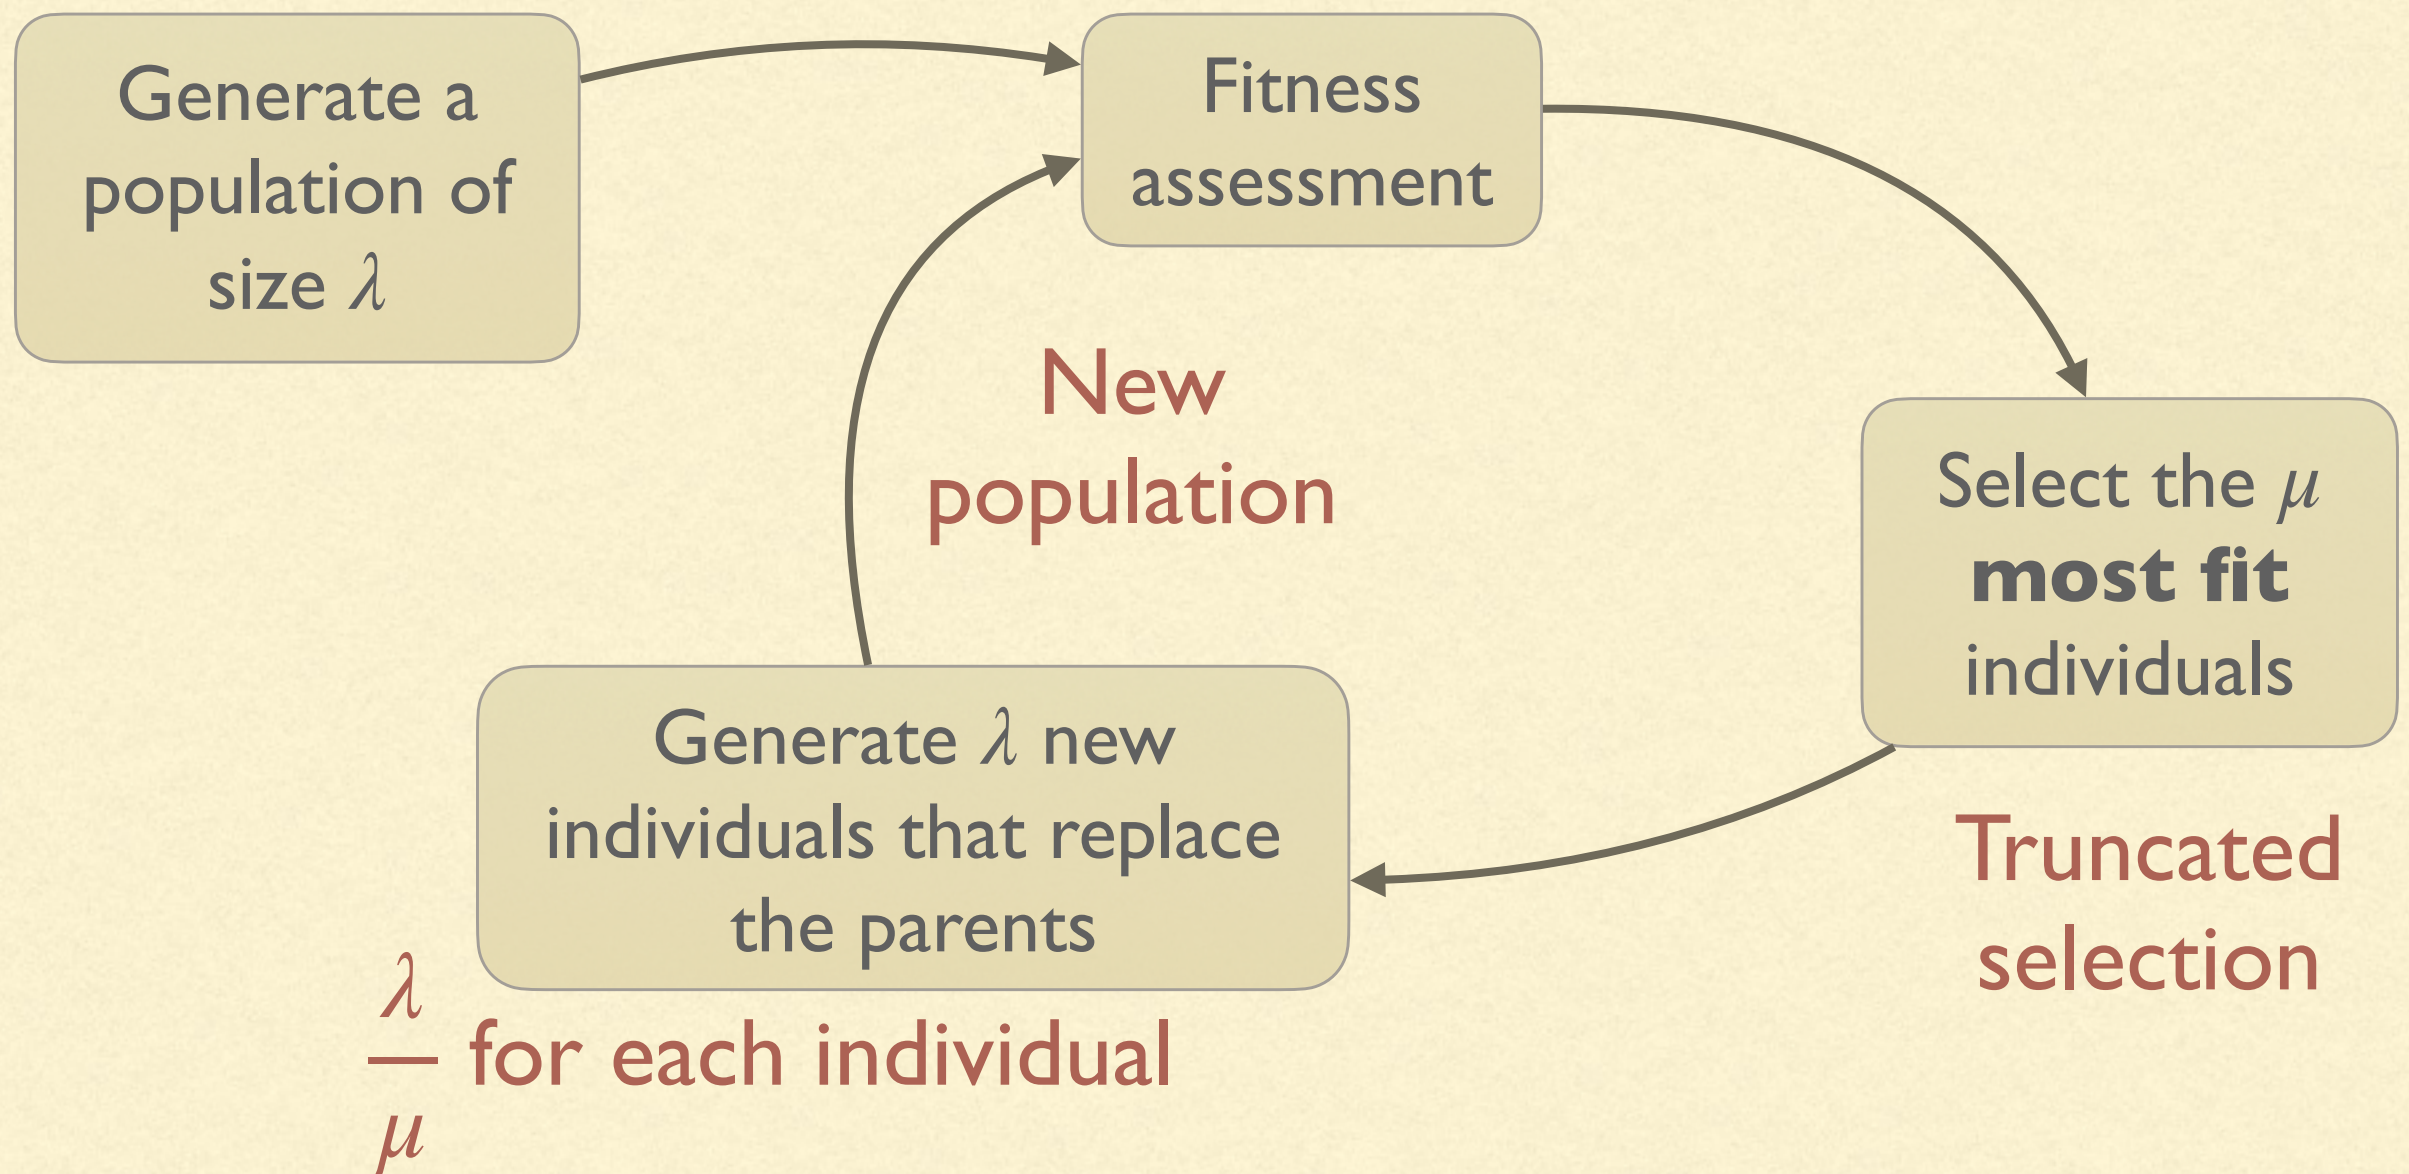 Generate a
population of
size λ
Fitness
assessment
New
population
Select the μ
most fit
individuals
Truncated
selection
Generate λ new
individuals that replace
the parents
λ
μ
for each individual